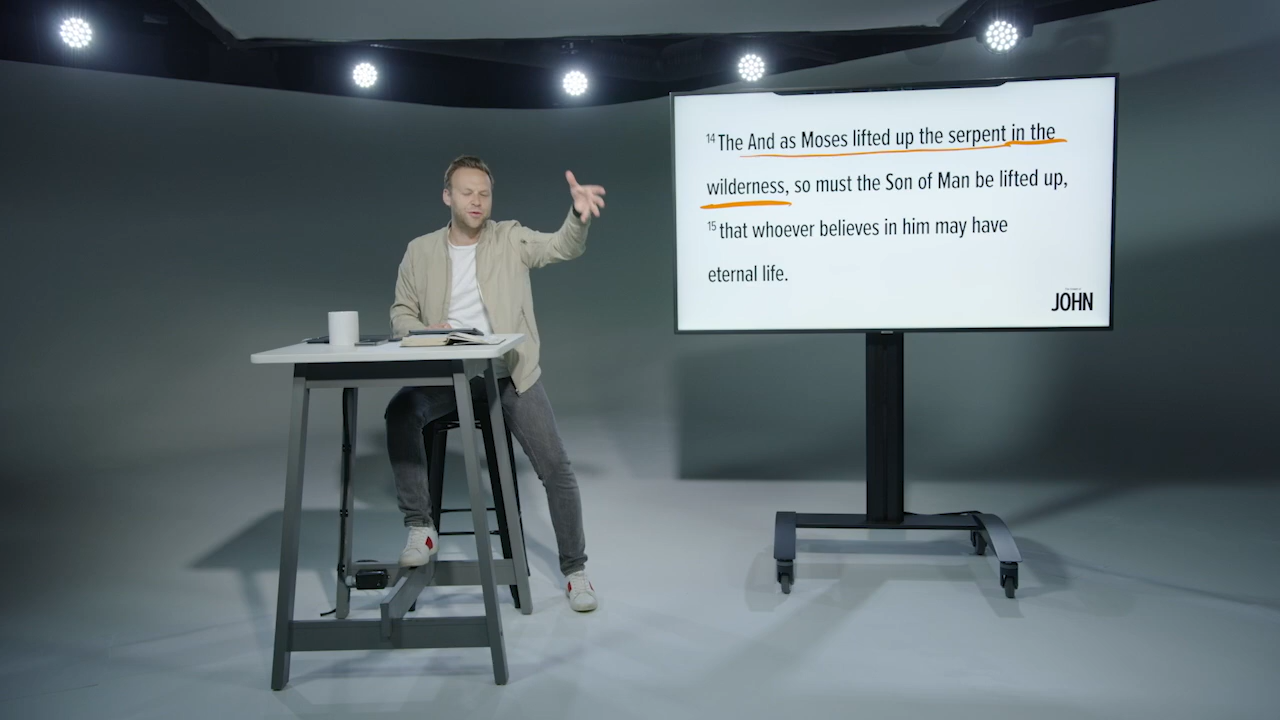 14 The And as Moses lifted up the serpent in the
wilderness, so must the Son of Man be lifted up,
15 that whoever believes in him may have
eternal life.
JOHN